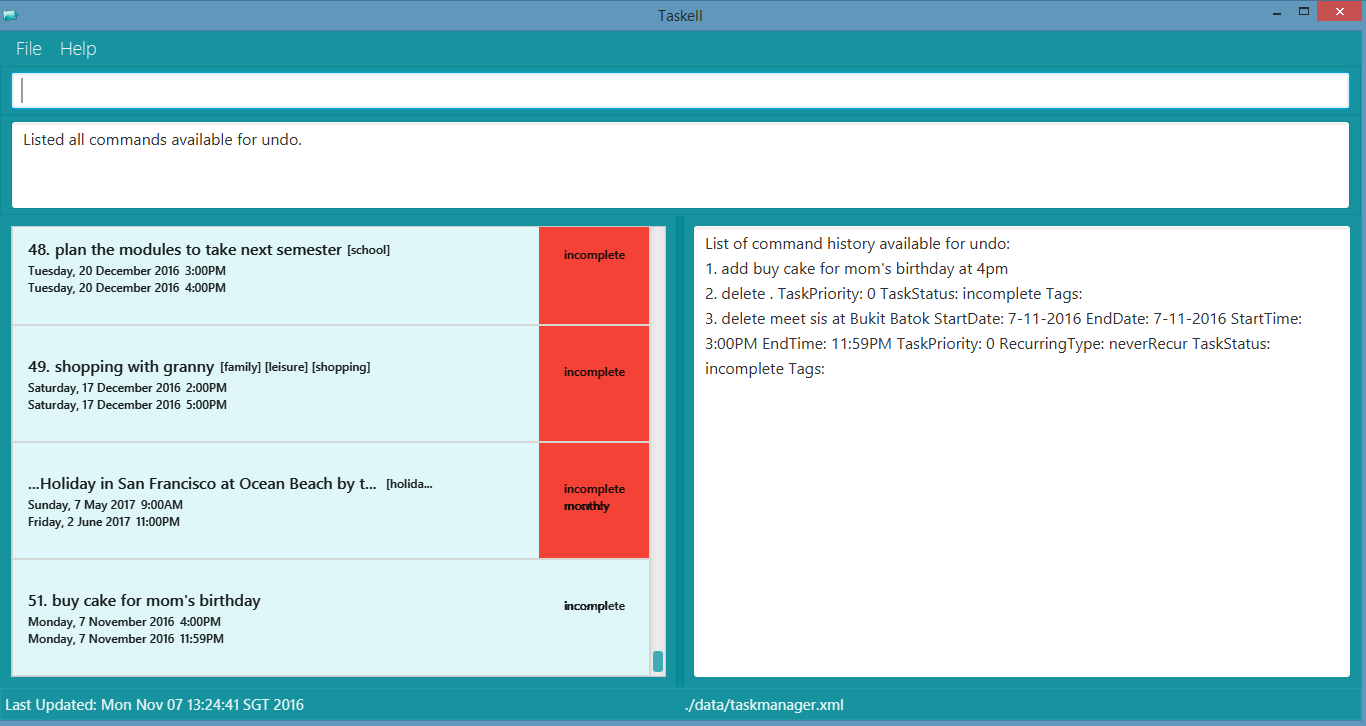 Taskell
File Help
Listed all commands available for undo.
48. plan the modules to take next semester [school]
incomplete
Tuesday, 20 December 2016 3:00PM
Tuesday, 20 December 2016 4:00PM
49. shopping with granny [family] [leisure] [shopping]
incomplete
Saturday, 17 December 2016 2:00PM
Saturday, 17 December 2016 5:00PM
...Holiday in San Francisco at Ocean Beach by t... [holida...
incomplete
monthly
Sunday, 7 May 2017 9:00AM
Friday, 2 June 2017 11:00PM
51. buy cake for mom's birthday
incomplete
Monday, 7 November 2016 4:00PM
Monday, 7 November 2016 11:59PM
List of command history available for undo:
1. add buy cake for mom's birthday at 4pm
2. delete . TaskPriority: 0 TaskStatus: incomplete Tags:
3. delete meet sis at Bukit Batok StartDate: 7-11-2016 EndDate: 7-11-2016 StartTime:
3:00PM EndTime: 11:59PM TaskPriority: 0 RecurringType: neverRecur TaskStatus:
incomplete Tags:
Last Updated: Mon Nov 07 13:24:41 SGT 2016
./data/taskmanager.xml